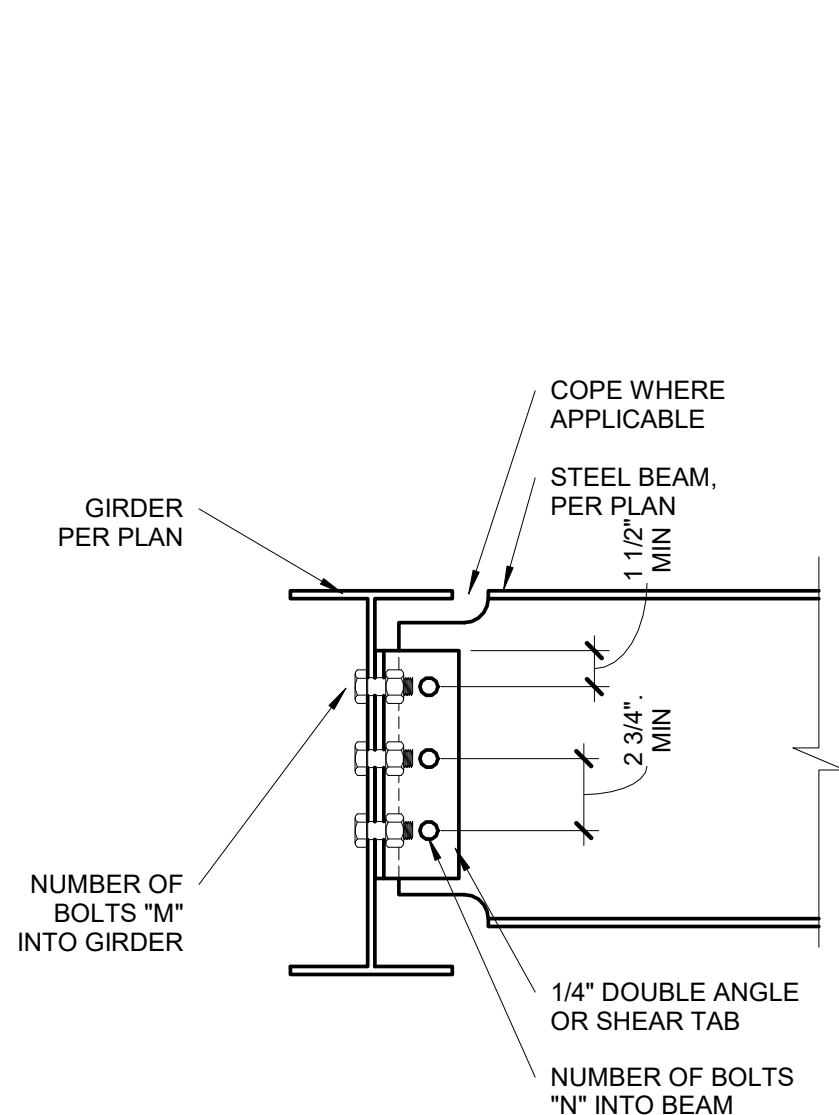 COPE WHERE
APPLICABLE
STEEL BEAM,
PER PLAN
GIRDER
PER PLAN
1 1/2"
MIN
2 3/4".
MIN
NUMBER OF
BOLTS "M"
INTO GIRDER
1/4" DOUBLE ANGLE
OR SHEAR TAB
NUMBER OF BOLTS
"N" INTO BEAM